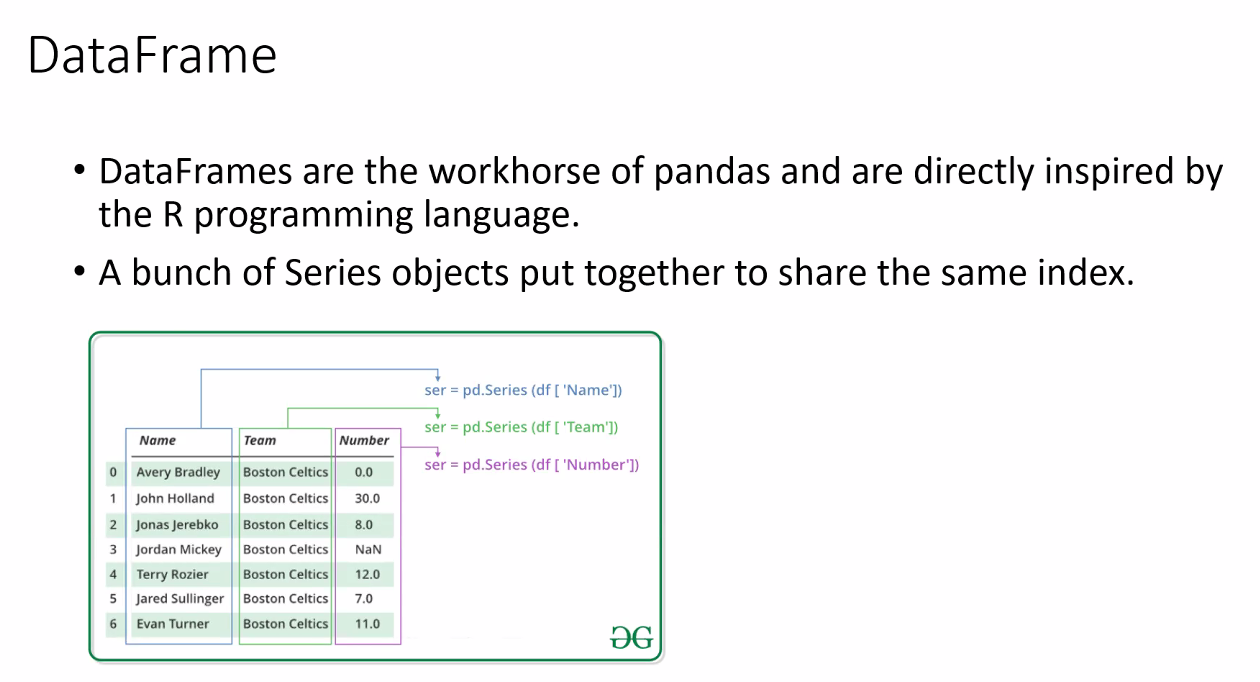 DataFrame
• DataFrames are the workhorse of pandas and are directly inspired by
the R programming language.
• A bunch of Series objects put together to share the same index.
ser = pd.Series (df [ 'Name'])
ser = pd.Series (df [ 'Team'])
ser = pd.Series (df [ 'Number'])
Name Team Number
0 Avery Bradley Boston Celtics 0.0
1 John Holland Boston Celtics 30.0
2 Jonas Jerebko Boston Celtics 8.0
3 Jordan Mickey Boston Celtics NaN
4 Terry Rozier Boston Celtics 12.0
5 Jared Sullinger Boston Celtics 7.0
6 Evan Turner Boston Celtics 11.0